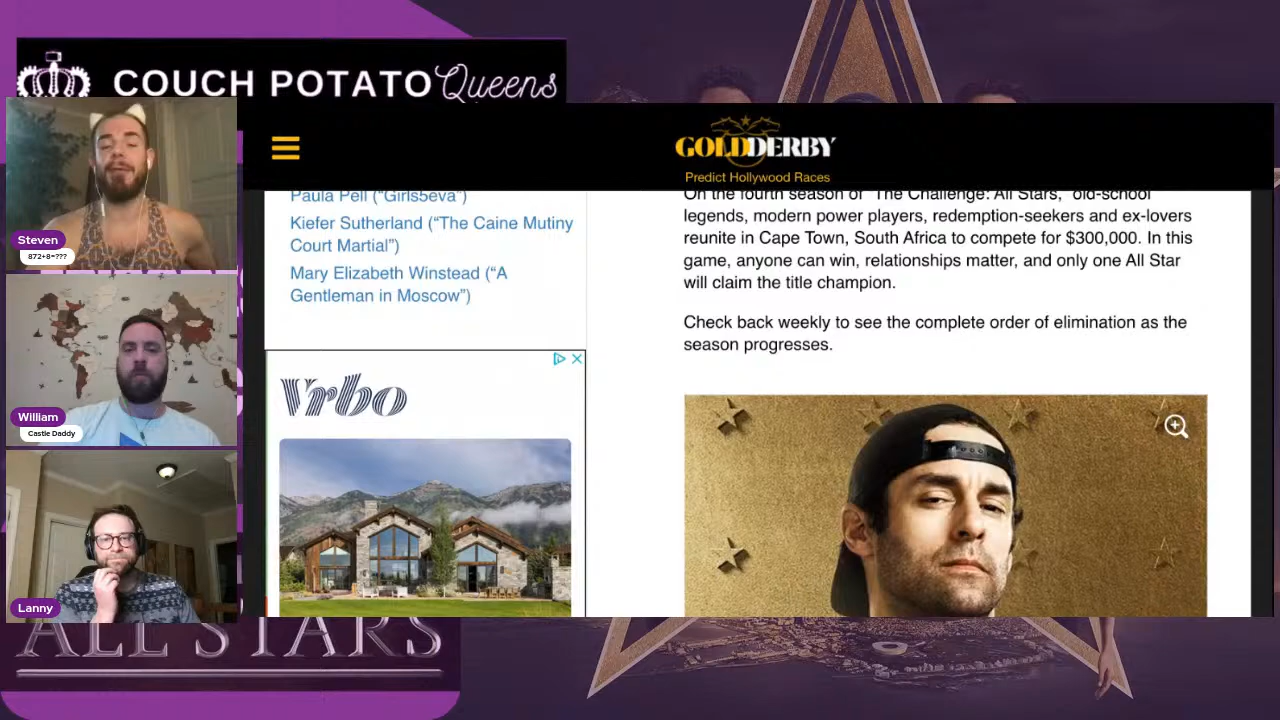 COUCH POTATO Queens
GOLDDERBY
Predict Hollywood Races
Steven
872+8=???
William
Castle Daddy
Lanny
Paula Pell (“Girls5eva”)
Kiefer Sutherland (“The Caine Mutiny
Court Martial”)
Mary Elizabeth Winstead (“A
Gentleman in Moscow”)
Vrbo
On the fourth season of “The Challenge: All Stars,” “old-school
legends, modern power players, redemption-seekers and ex-lovers
reunite in Cape Town, South Africa to compete for $300,000. In this
game, anyone can win, relationships matter, and only one All Star
will claim the title champion.
Check back weekly to see the complete order of elimination as the
season progresses.
ALL STARS